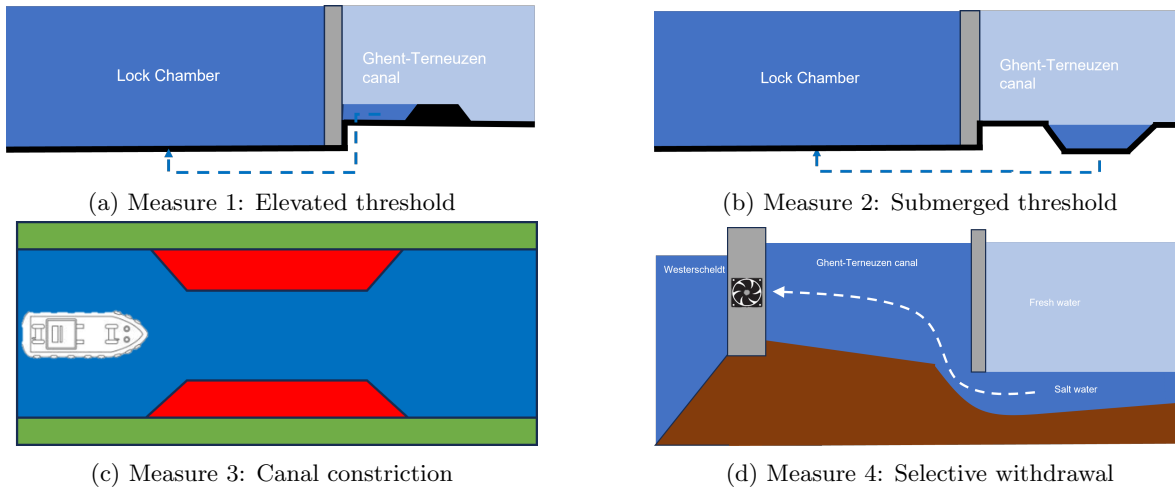 Lock Chamber
Ghent-Terneuzen
canal
(a) Measure 1: Elevated threshold
Lock Chamber
Ghent-Terneuzen
canal
(b) Measure 2: Submerged threshold
(c) Measure 3: Canal constriction
Westerscheldt
Ghent-Terneuzen canal
Fresh water
Salt water
(d) Measure 4: Selective withdrawal